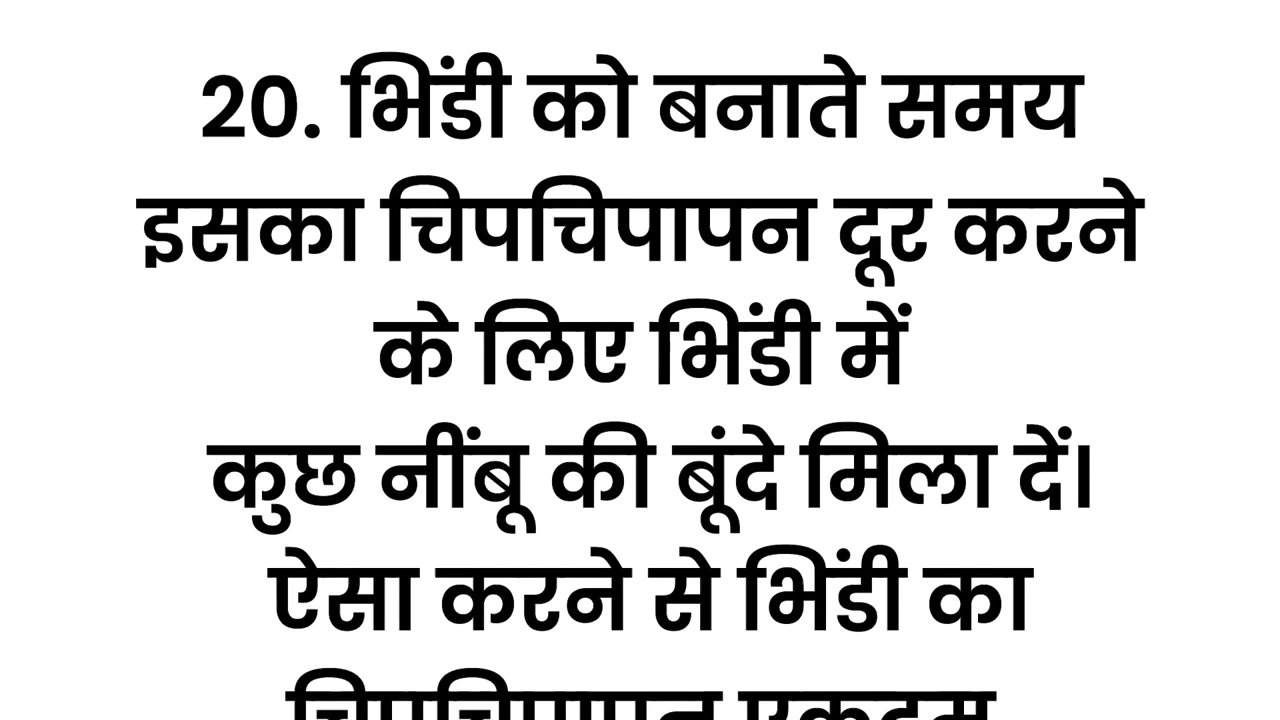 20. भिंडी को बनाते समय
इसका चिपचिपापन दूर करने
के लिए भिंडी में
कुछ नींबू की बूंदे मिला दें।
ऐसा करने से भिंडी का
चिपचिपापन एकदम